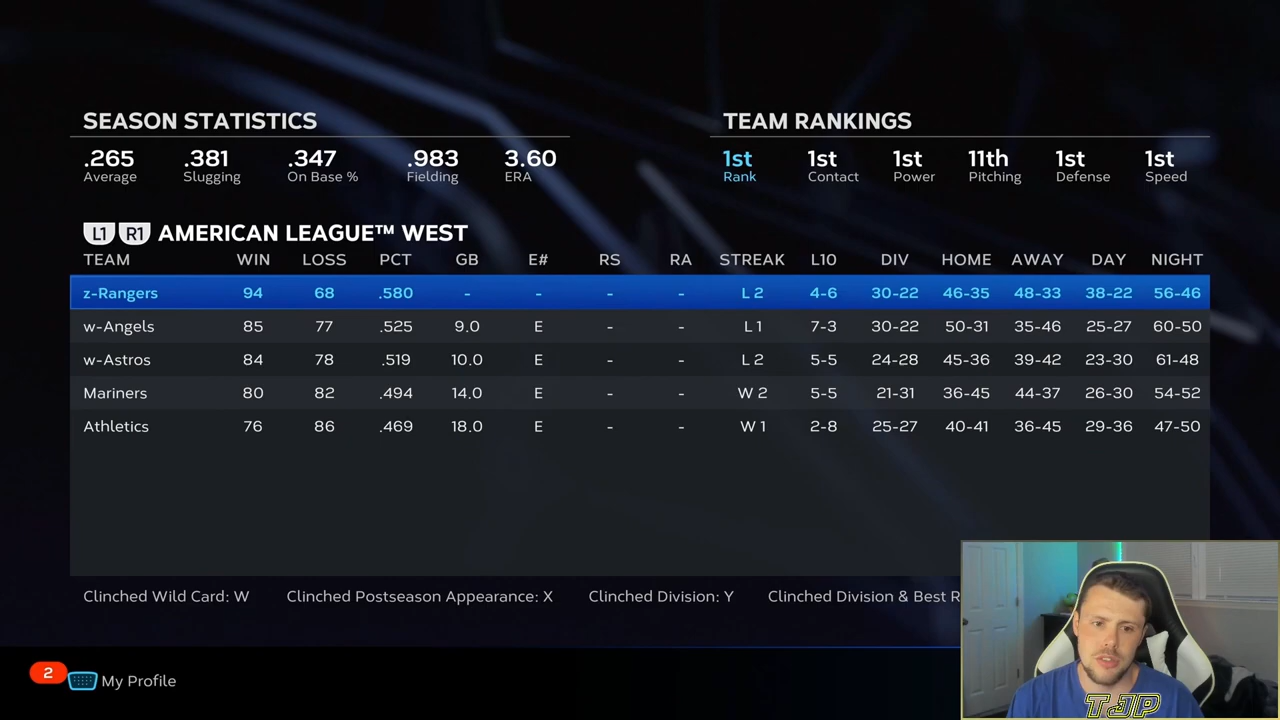 SEASON STATISTICS
.265 .381 .347 .983 3.60
Average Slugging On Base % Fielding ERA
TEAM RANKINGS
1st 1st 1st 11th 1st 1st
Rank Contact Power Pitching Defense Speed
L1 R1 AMERICAN LEAGUE™ WEST
TEAM WIN LOSS PCT GB E# RS RA STREAK L10 DIV HOME AWAY DAY NIGHT
z-Rangers 94 68 .580 - - - - L 2 4-6 30-22 46-35 48-33 38-22 56-46
w-Angels 85 77 .525 9.0 E - - L 1 7-3 30-22 50-31 35-46 25-27 60-50
w-Astros 84 78 .519 10.0 E - - L 2 5-5 24-28 45-36 39-42 23-30 61-48
Mariners 80 82 .494 14.0 E - - W 2 5-5 21-31 36-45 44-37 26-30 54-52
Athletics 76 86 .469 18.0 E - - W 1 2-8 25-27 40-41 36-45 29-36 47-50
Clinched Wild Card: W Clinched Postseason Appearance: X Clinched Division: Y Clinched Division & Best R
2 My Profile
TJP